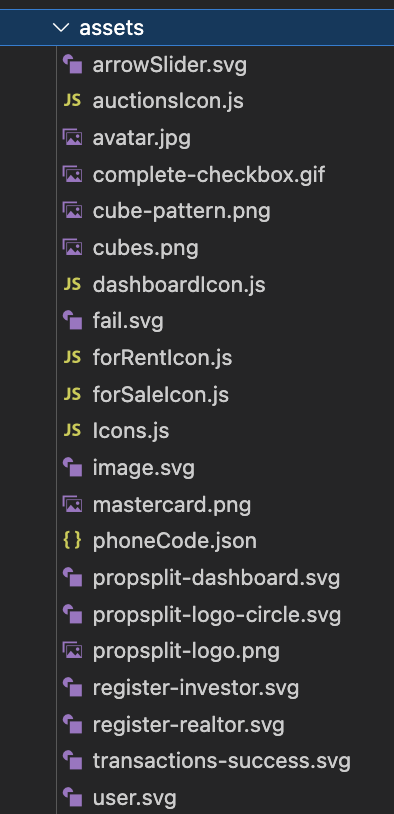 assets
arrowSlider.svg
JS auctionsIcon.js
avatar.jpg
complete-checkbox.gif
cube-pattern.png
cubes.png
JS dashboardIcon.js
fail.svg
JS forRentIcon.js
JS forSaleIcon.js
JS Icons.js
image.svg
mastercard.png
{} phoneCode.json
propsplit-dashboard.svg
propsplit-logo-circle.svg
propsplit-logo.png
register-investor.svg
register-realtor.svg
transactions-success.svg
user.svg